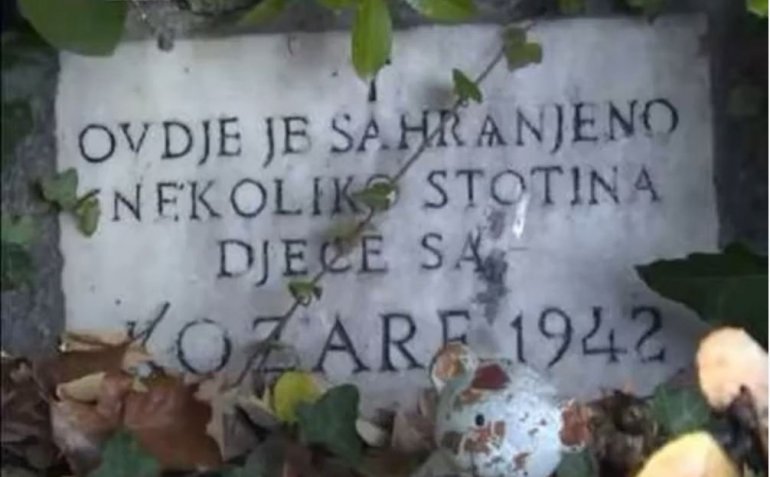 OVDJE JE SAHRANJENO
NEKOLIKO STOTINA
DJECE SA
KOZARE 1942